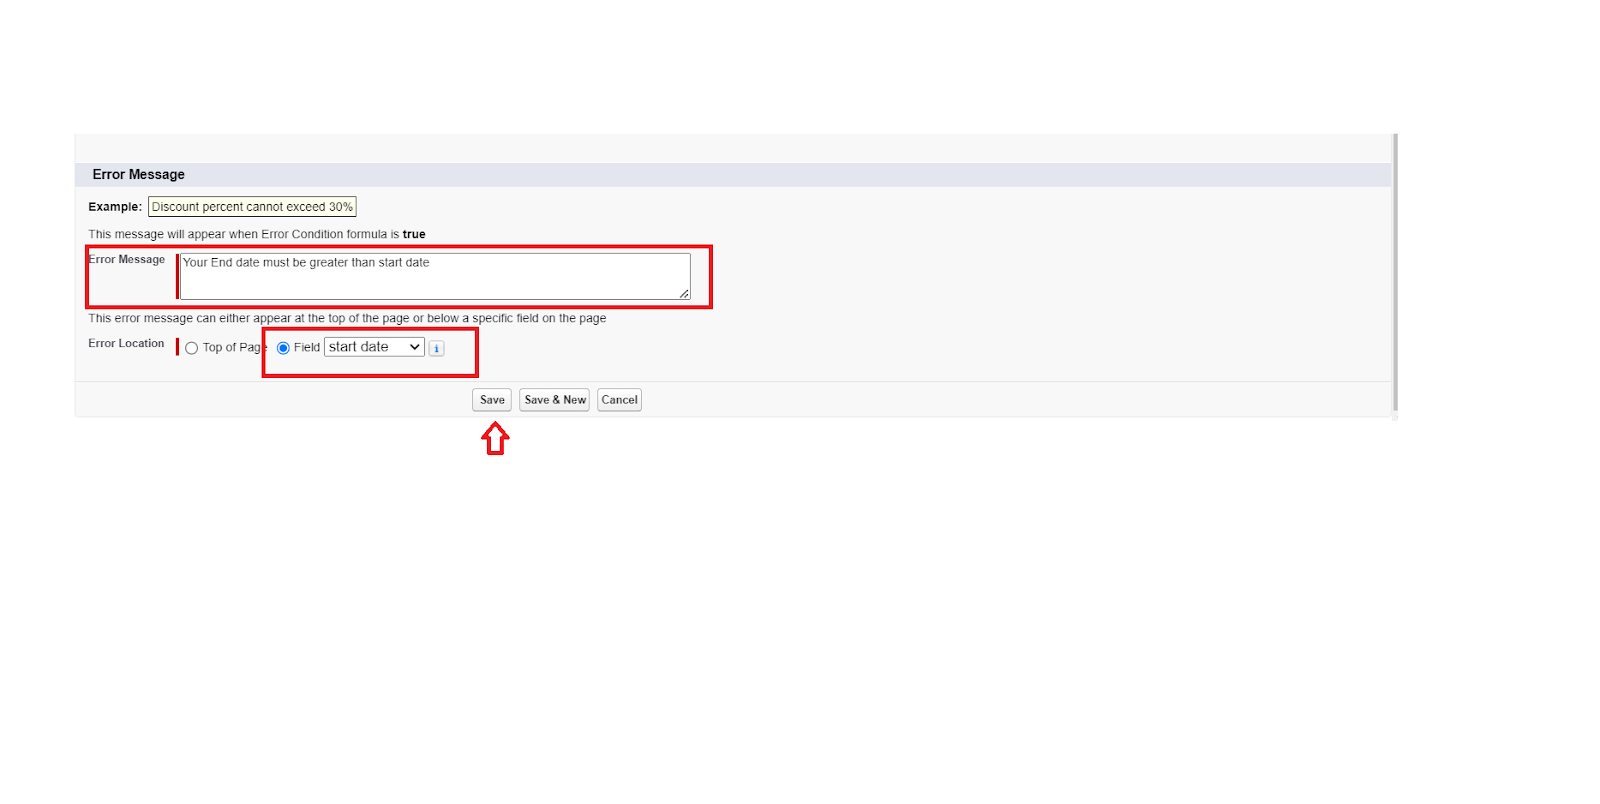 Error Message
Example: Discount percent cannot exceed 30%
This message will appear when Error Condition formula is true
Error Message Your End date must be greater than start date
This error message can either appear at the top of the page or below a specific field on the page
Error Location Top of Page Field start date i
Save Save & New Cancel